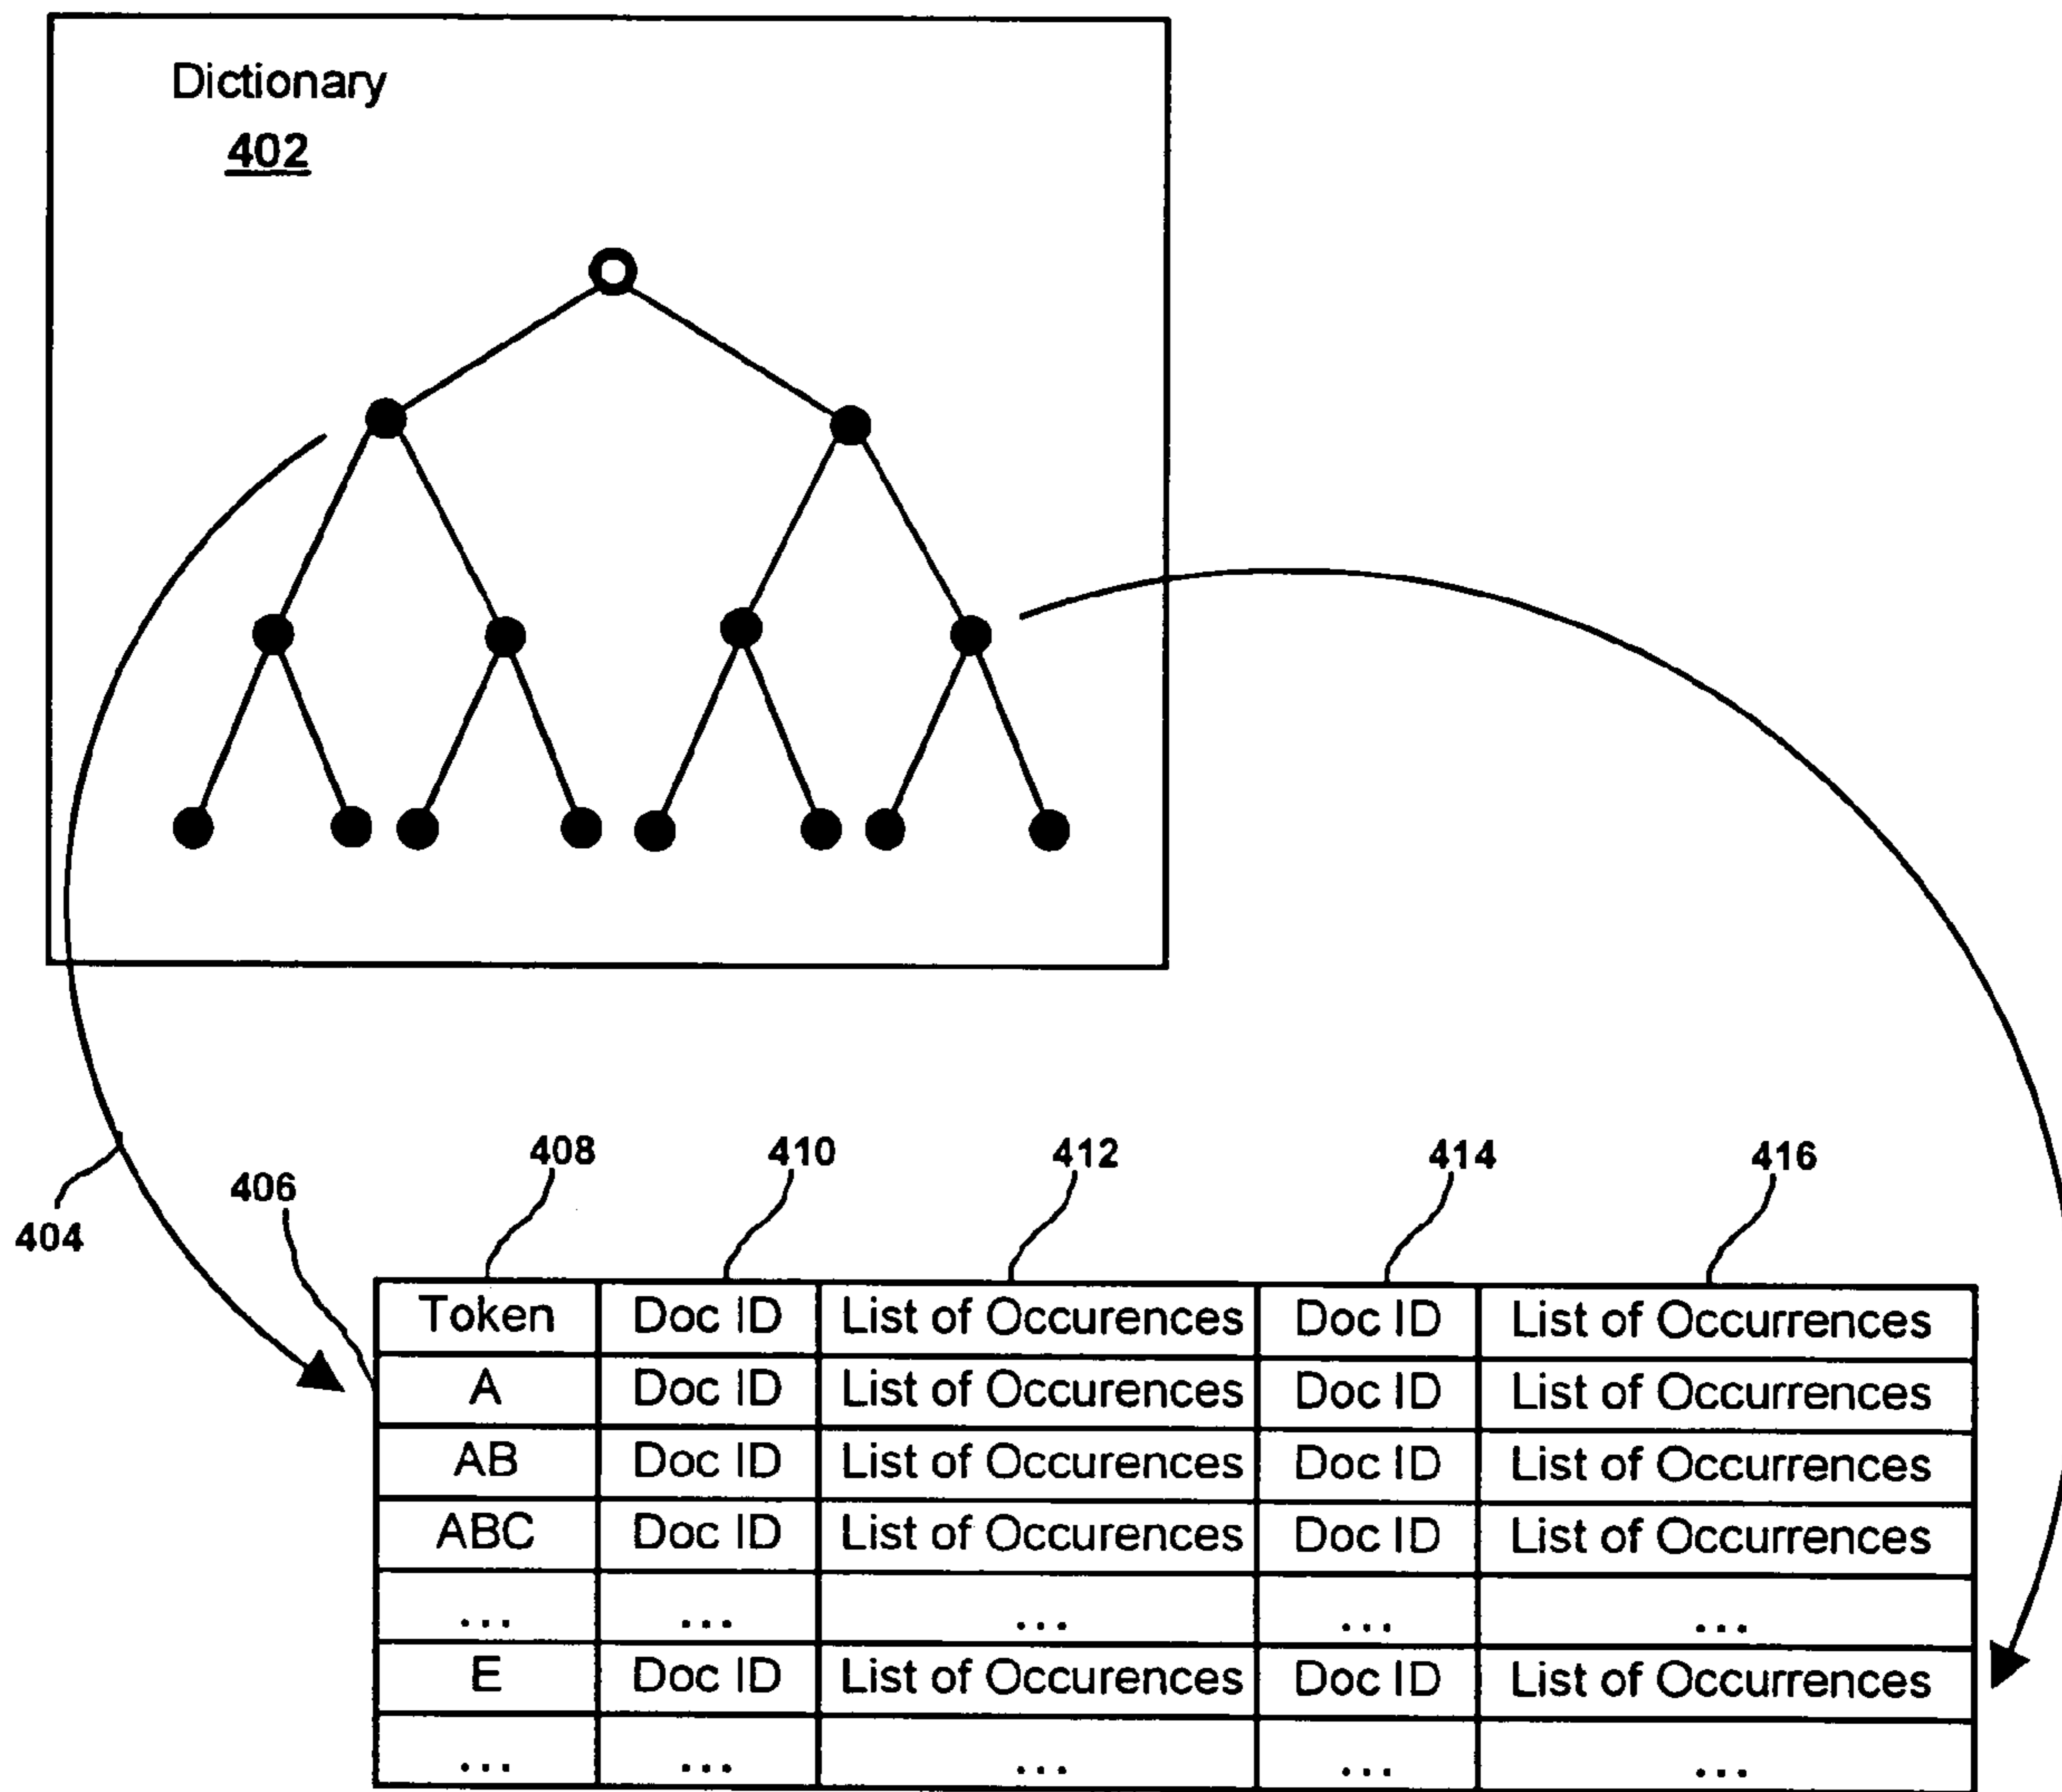 Dictionary
402
408 410 412 414 416
406
404
Token Doc ID List of Occurences Doc ID List of Occurrences
A Doc ID List of Occurences Doc ID List of Occurrences
AB Doc ID List of Occurences Doc ID List of Occurrences
ABC Doc ID List of Occurences Doc ID List of Occurrences
... ... ... ... ...
E Doc ID List of Occurences Doc ID List of Occurrences
... ... ... ... ...